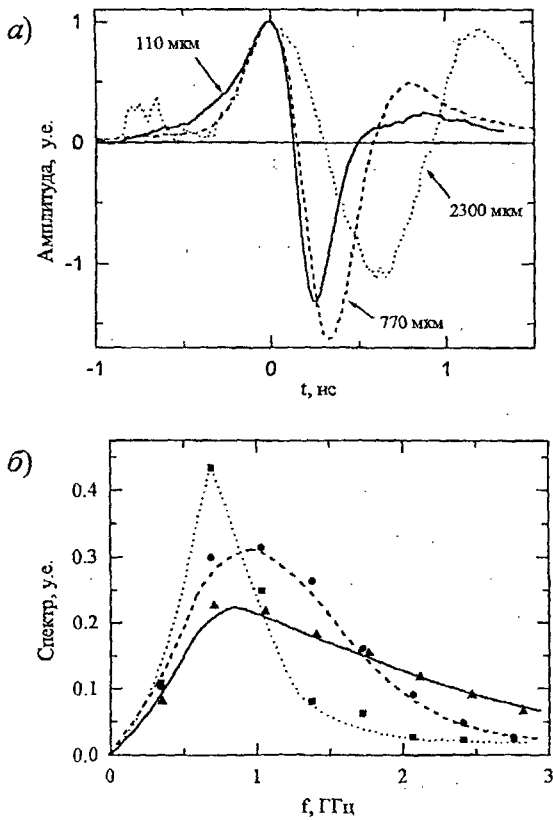 а)
Амплитуда, у.е.
1
0
-1
110 мкм
2300 мкм
770 мкм
-1
0
1
t, нс
б)
Спектр, у.е.
0.4
0.3
0.2
0.1
0.0
0
1
2
3
f, ГГц